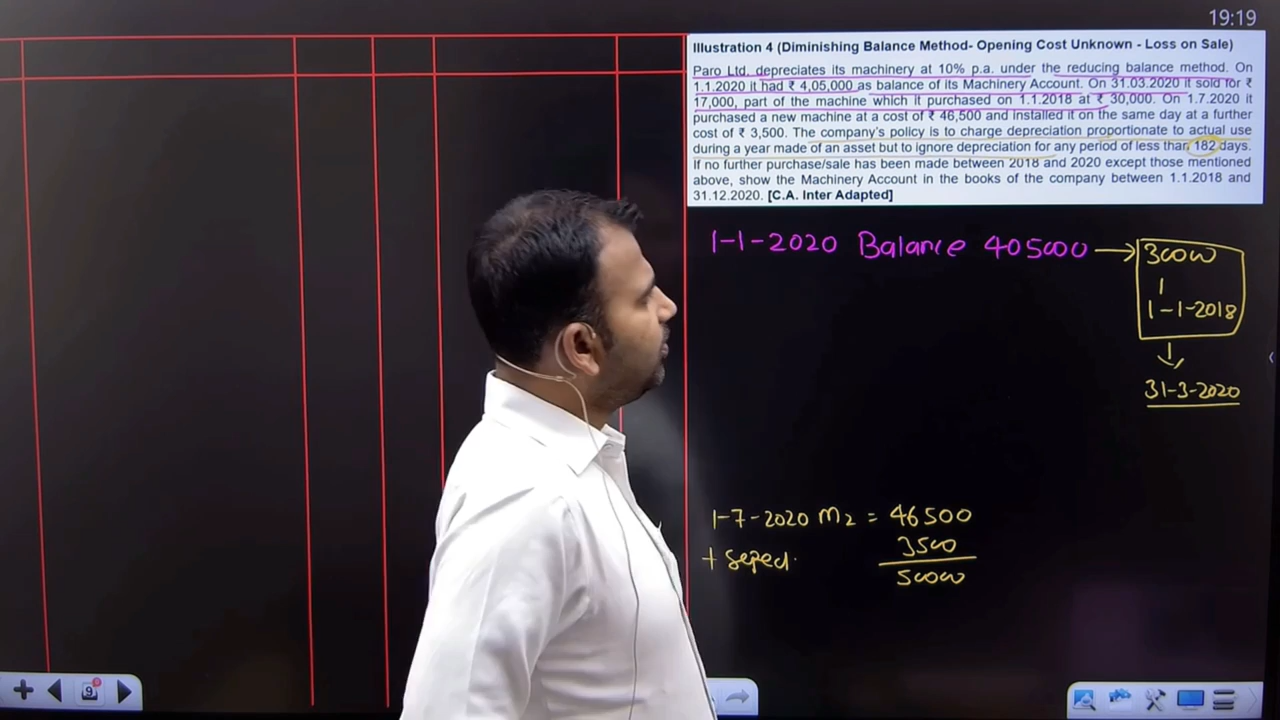 19:19
Illustration 4 (Diminishing Balance Method- Opening Cost Unknown - Loss on Sale)
Paro Ltd. depreciates its machinery at 10% p.a. under the reducing balance method. On
1.1.2020 it had ₹ 4,05,000 as balance of its Machinery Account. On 31.03.2020 it sold for ₹
17,000, part of the machine which it purchased on 1.1.2018 at ₹ 30,000. On 1.7.2020 it
purchased a new machine at a cost of ₹ 46,500 and installed it on the same day at a further
cost of ₹ 3,500. The company's policy is to charge depreciation proportionate to actual use
during a year made of an asset but to ignore depreciation for any period of less than 182 days.
If no further purchase/sale has been made between 2018 and 2020 except those mentioned
above, show the Machinery Account in the books of the company between 1.1.2018 and
31.12.2020. [C.A. Inter Adapted]
1-1-2020 Balance 405000 → 30000
1-1-2018
31-3-2020
1-7-2020 M2 = 46500
+ 3500
50000
9